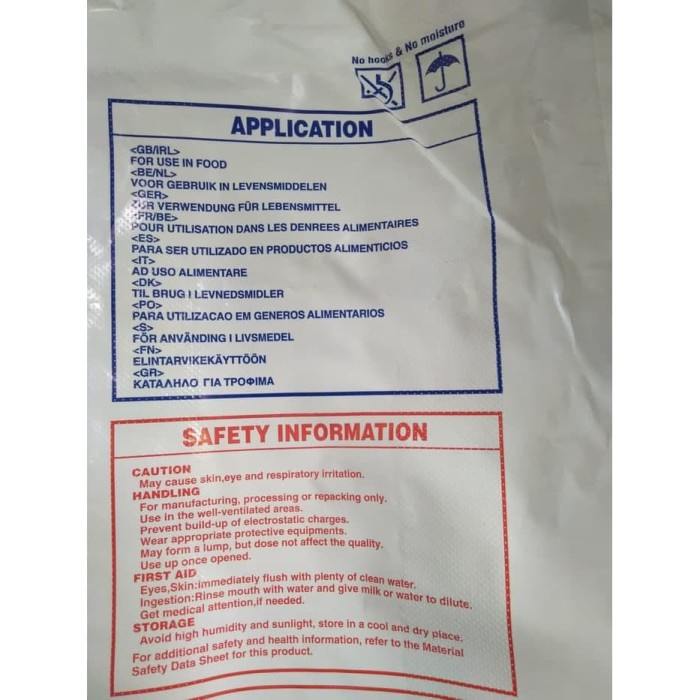 No hooks & No moisture
APPLICATION
<GB/IRL>
FOR USE IN FOOD
<BE/NL>
VOOR GEBRUIK IN LEVENSMIDDELEN
<GER>
ZUR VERWENDUNG FÜR LEBENSMITTEL
<FR/BE>
POUR UTILISATION DANS LES DENREES ALIMENTAIRES
<ES>
PARA SER UTILIZADO EN PRODUCTOS ALIMENTICIOS
<IT>
AD USO ALIMENTARE
<DK>
TIL BRUG I LEVNEDSMIDLER
<PO>
PARA UTILIZACAO EM GENEROS ALIMENTARIOS
<S>
FÖR ANVÄNDING I LIVSMEDEL
<FN>
ELINTARVIKEKÄYTTÖÖN
<GR>
ΚΑΤΑΛΗΛΟ ΓΙΑ ΤΡΟΦΙΜΑ
SAFETY INFORMATION
CAUTION
May cause skin,eye and respiratory irritation.
HANDLING
For manufacturing, processing or repacking only.
Use in the well-ventilated areas.
Prevent build-up of electrostatic charges.
Wear appropriate protective equipments.
May form a lump, but dose not affect the quality.
Use up once opened.
FIRST AID
Eyes,Skin:Immediately flush with plenty of clean water.
Ingestion:Rinse mouth with water and give milk or water to dilute.
Get medical attention,if needed.
STORAGE
Avoid high humidity and sunlight, store in a cool and dry place.
For additional safety and health information, refer to the Material
Safety Data Sheet for this product.